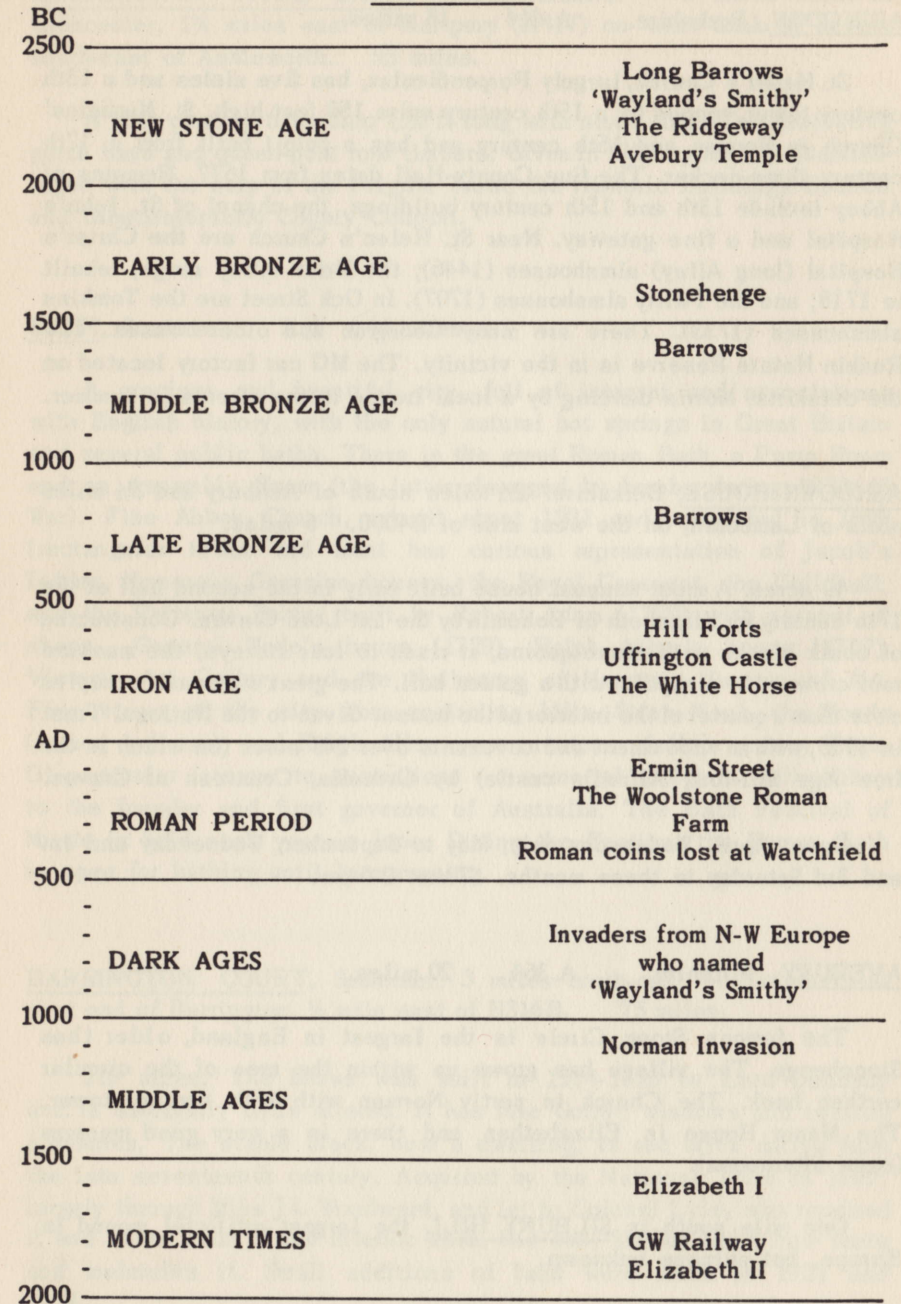 BC
2500
Long Barrows
'Wayland's Smithy'
NEW STONE AGE The Ridgeway
Avebury Temple
2000
EARLY BRONZE AGE
Stonehenge
1500
Barrows
MIDDLE BRONZE AGE
1000
Barrows
LATE BRONZE AGE
500
Hill Forts
Uffington Castle
IRON AGE The White Horse
AD
Ermin Street
The Woolstone Roman
ROMAN PERIOD Farm
Roman coins lost at Watchfield
500
Invaders from N-W Europe
DARK AGES who named
'Wayland's Smithy'
1000
Norman Invasion
MIDDLE AGES
1500
Elizabeth I
MODERN TIMES GW Railway
Elizabeth II
2000